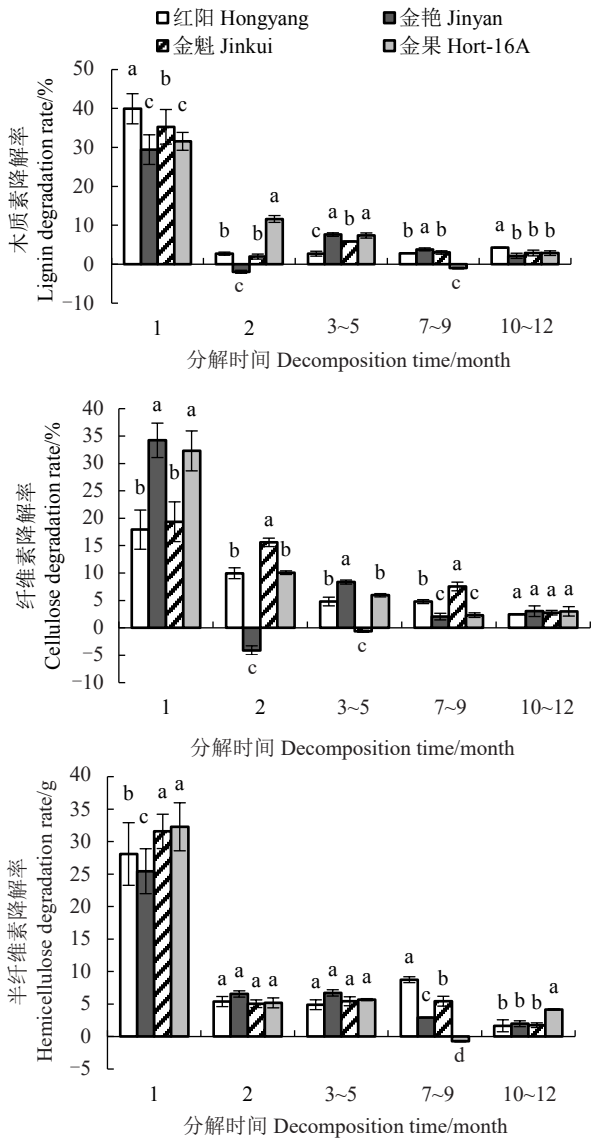 红阳 Hongyang 金艳 Jinyan
金魁 Jinkui 金果 Hort-16A
木质素降解率
Lignin degradation rate/%
50
40
30
20
10
0
−10
a c b c
b c b a
c a b a
b a b c
a b b b
1 2 3~5 7~9 10~12
分解时间 Decomposition time/month
纤维素降解率
Cellulose degradation rate/%
40
35
30
25
20
15
10
5
0
−5
−10
b a b a
b c a b
b a c b
b c a c
a a a a
1 2 3~5 7~9 10~12
分解时间 Decomposition time/month
半纤维素降解率
Hemicellulose degradation rate/g
40
35
30
25
20
15
10
5
0
−5
b c a a
a a a a
a a a a
a c b d
b b b a
1 2 3~5 7~9 10~12
分解时间 Decomposition time/month